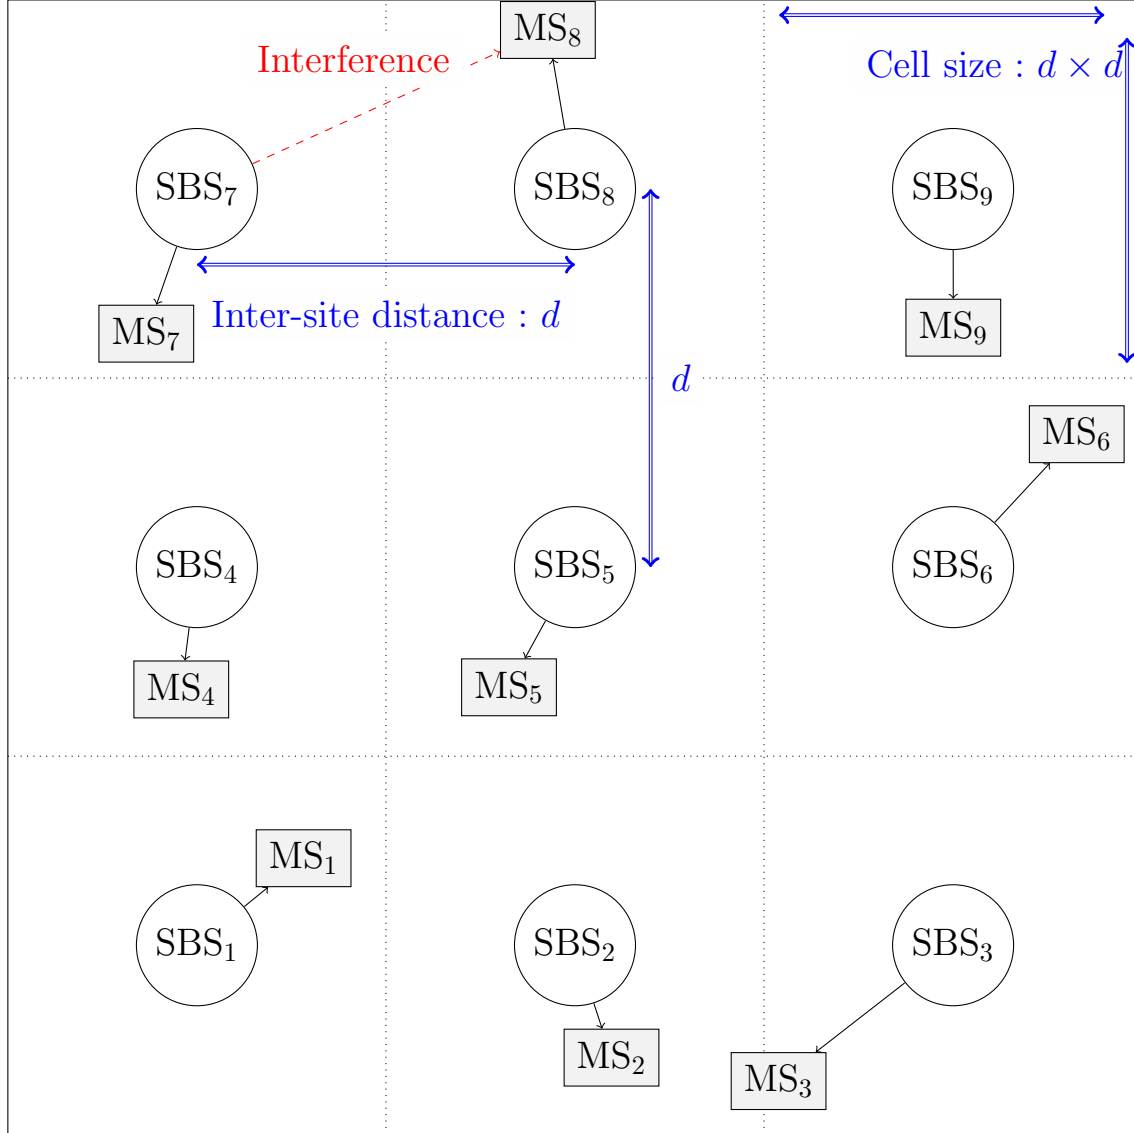 MS₈
Interference
Cell size : d × d
SBS₇
SBS₈
SBS₉
Inter-site distance : d
MS₇
MS₉
d
MS₆
SBS₄
SBS₅
SBS₆
MS₄
MS₅
MS₁
SBS₁
SBS₂
SBS₃
MS₂
MS₃